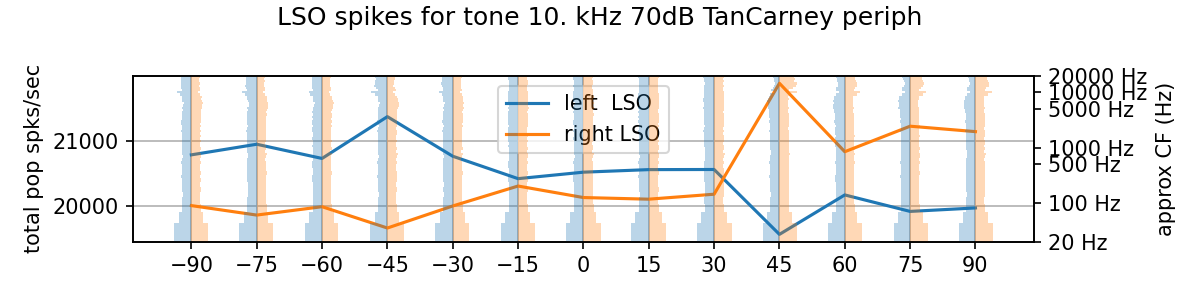 LSO spikes for tone 10. kHz 70dB TanCarney periph
total pop spks/sec
21000
20000
left LSO
right LSO
20000 Hz
10000 Hz
5000 Hz
1000 Hz
500 Hz
100 Hz
20 Hz
approx CF (Hz)
−90 −75 −60 −45 −30 −15 0 15 30 45 60 75 90